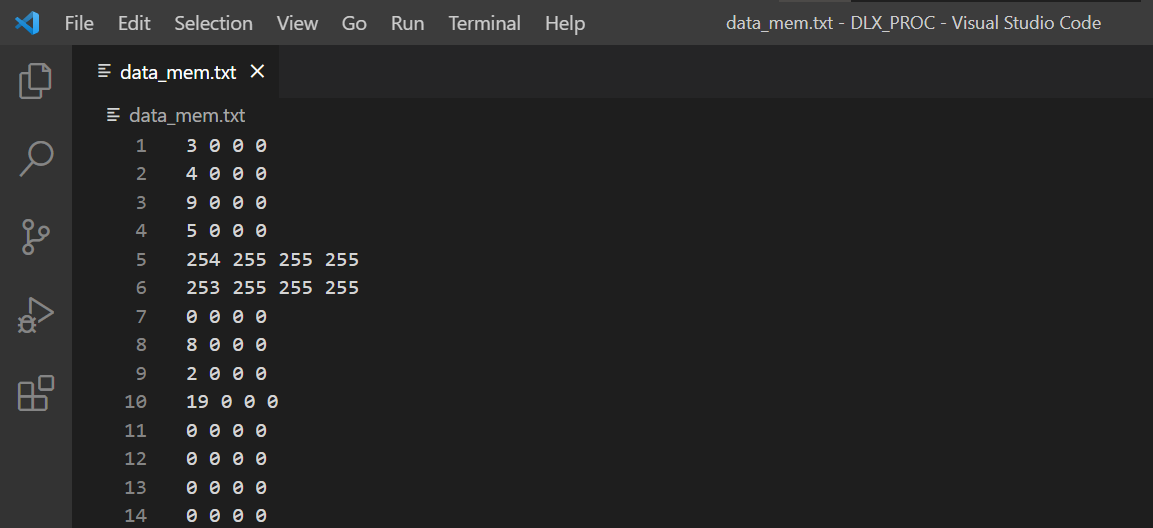 File Edit Selection View Go Run Terminal Help data_mem.txt - DLX_PROC - Visual Studio Code
data_mem.txt
data_mem.txt
1 3 0 0 0
2 4 0 0 0
3 9 0 0 0
4 5 0 0 0
5 254 255 255 255
6 253 255 255 255
7 0 0 0 0
8 8 0 0 0
9 2 0 0 0
10 19 0 0 0
11 0 0 0 0
12 0 0 0 0
13 0 0 0 0
14 0 0 0 0